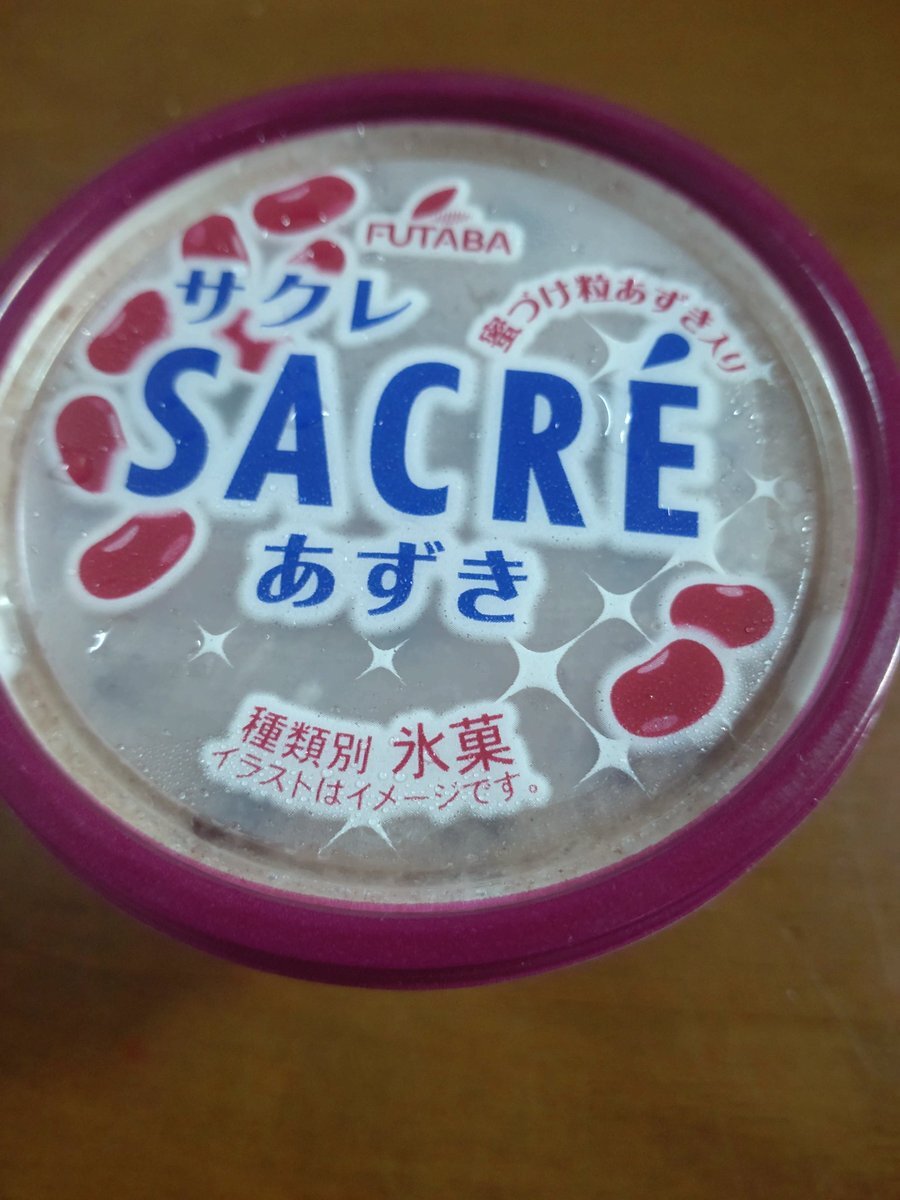 FUTABA
蜜づけ粒あずき入り
サクレ
SACRÉ
あずき
種類別 氷菓
イラストはイメージです。